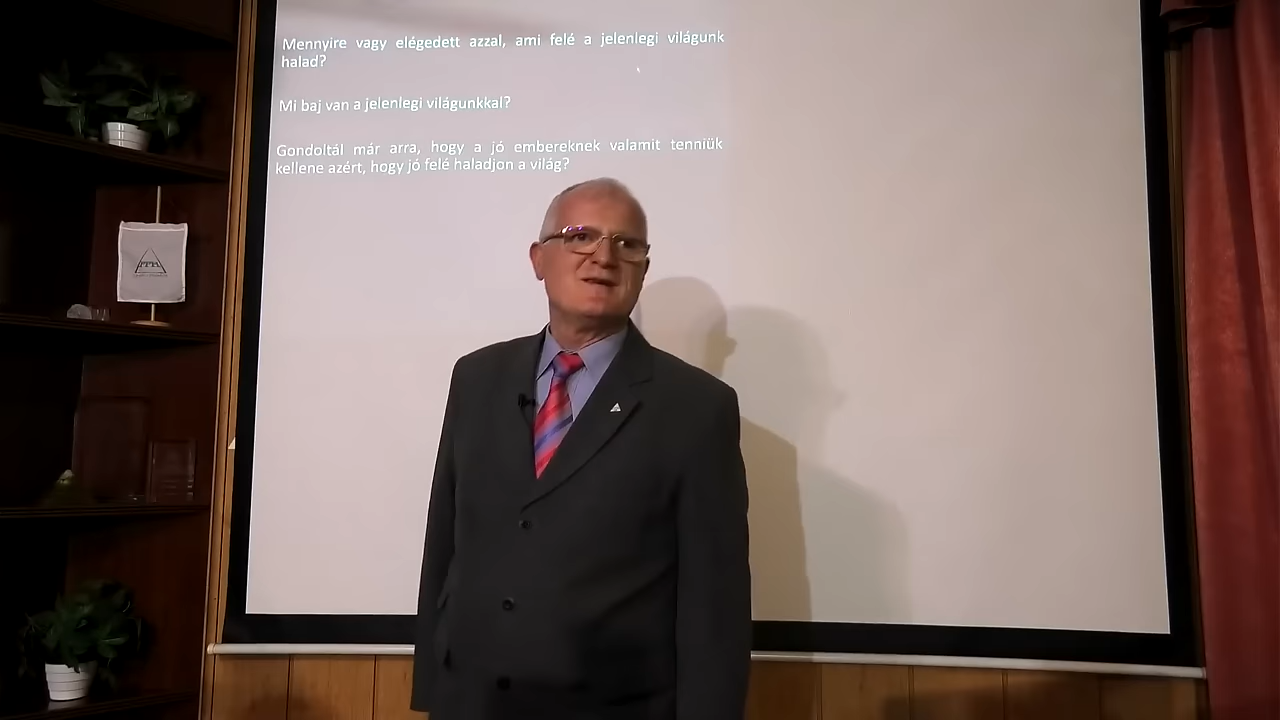 Mennyire vagy elégedett azzal, ami felé a jelenlegi világunk
halad?
Mi baj van a jelenlegi világunkkal?
Gondoltál már arra, hogy a jó embereknek valamit tenniük
kellene azért, hogy jó felé haladjon a világ?